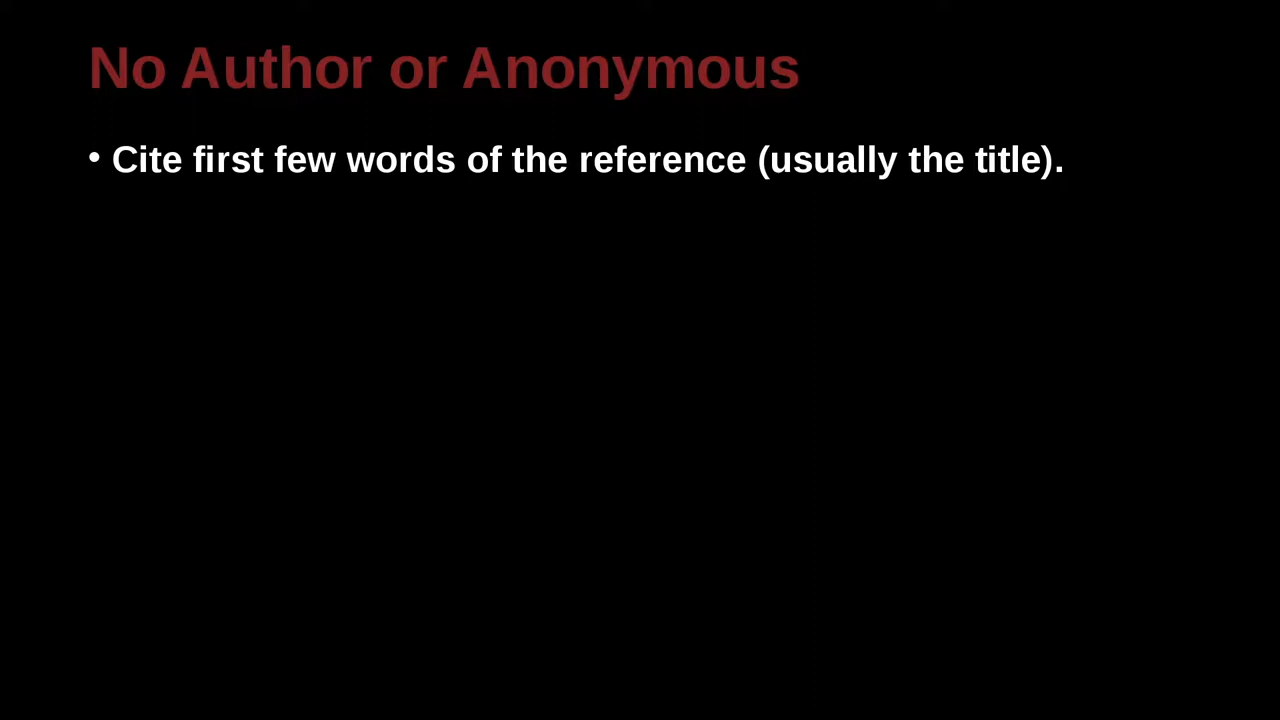 No Author or Anonymous
• Cite first few words of the reference (usually the title).